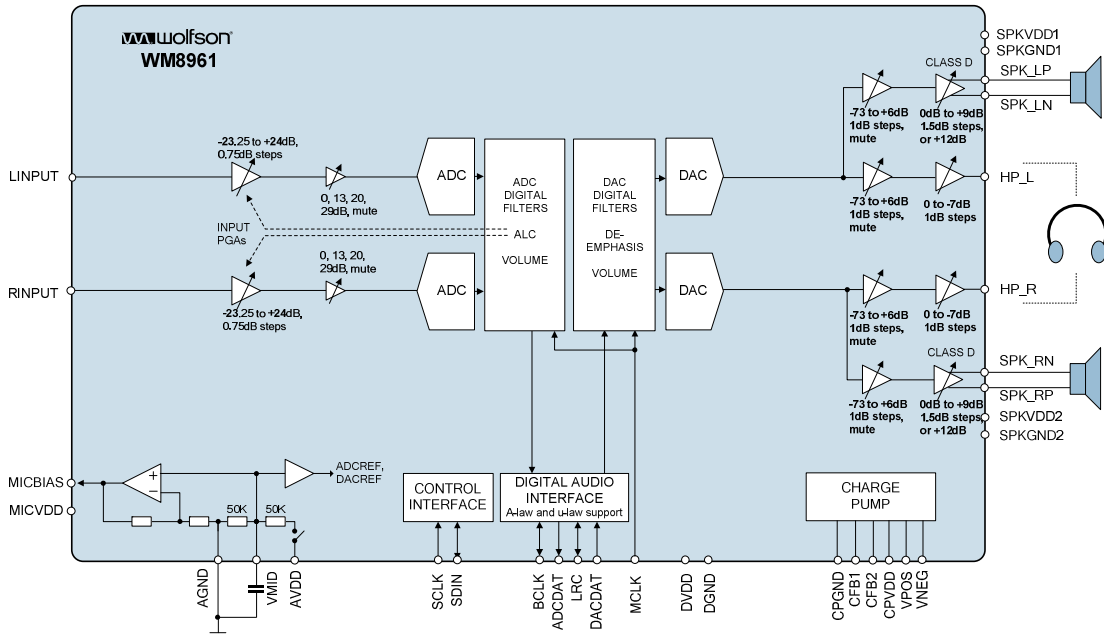 wolfson®
WM8961
SPKVDD1
SPKGND1
CLASS D
SPK_LP
SPK_LN
-73 to +6dB
1dB steps,
mute
0dB to +9dB
1.5dB steps,
or +12dB
-23.25 to +24dB,
0.75dB steps
LINPUT
0, 13, 20,
29dB, mute
ADC
ADC
DIGITAL
FILTERS
ALC
VOLUME
DAC
DIGITAL
FILTERS
DE-
EMPHASIS
VOLUME
DAC
HP_L
-73 to +6dB
1dB steps,
mute
0 to -7dB
1dB steps
INPUT
PGAs
0, 13, 20,
29dB, mute
RINPUT
-23.25 to +24dB,
0.75dB steps
ADC
DAC
HP_R
-73 to +6dB
1dB steps,
mute
0 to -7dB
1dB steps
CLASS D
SPK_RN
SPK_RP
-73 to +6dB
1dB steps,
mute
0dB to +9dB
1.5dB steps,
or +12dB
SPKVDD2
SPKGND2
MICBIAS
+
−
ADCREF,
DACREF
MICVDD
50K
50K
CONTROL
INTERFACE
DIGITAL AUDIO
INTERFACE
A-law and u-law support
CHARGE
PUMP
AGND
VMID
AVDD
SCLK
SDIN
BCLK
ADCDAT
LRC
DACDAT
MCLK
DVDD
DGND
CPGND
CFB1
CFB2
CPVDD
VPOS
VNEG